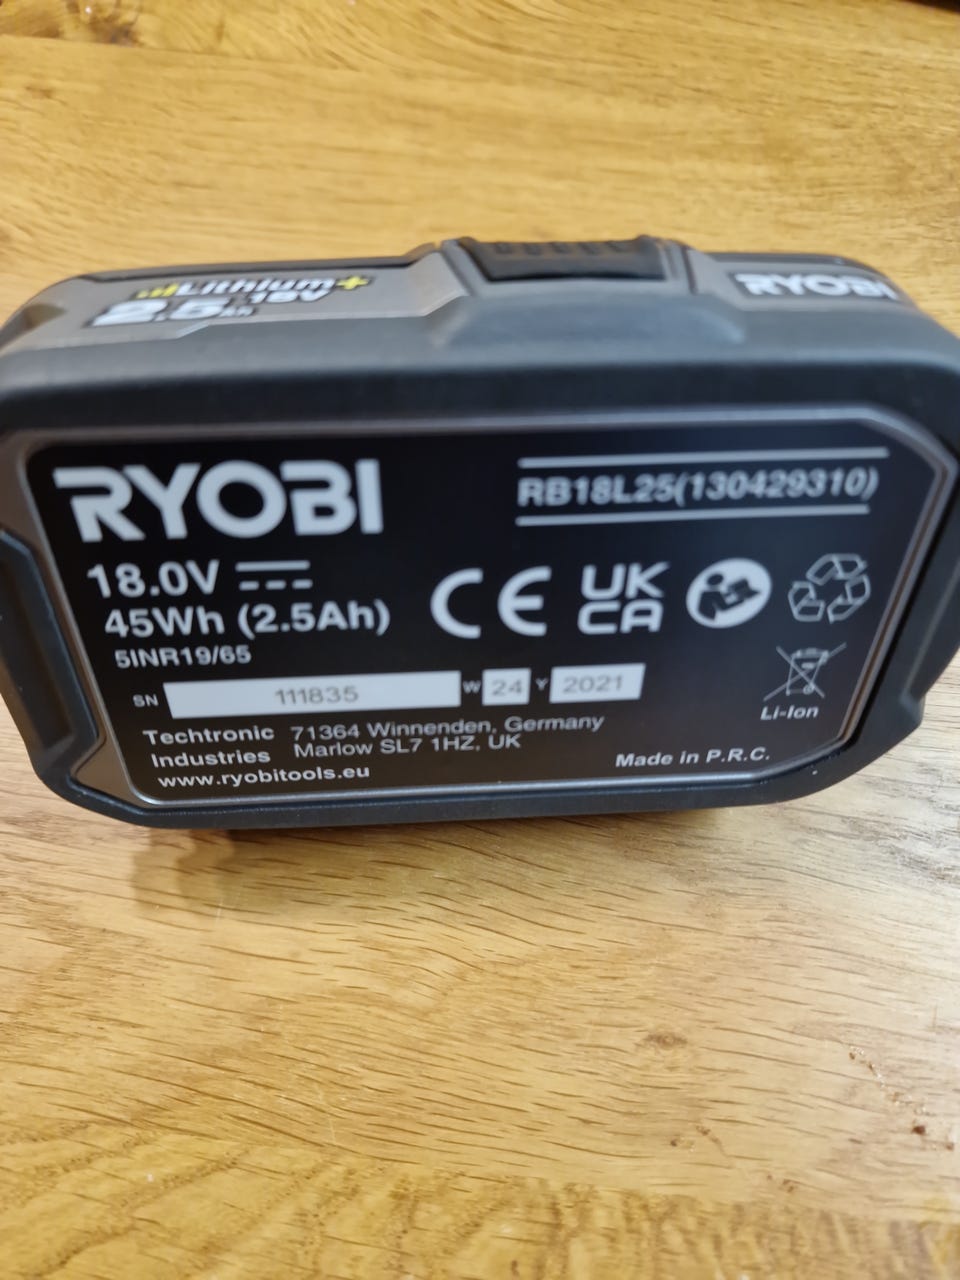 Lithium+
18V
2.5Ah
RYOBI
RYOBI
RB18L25(130429310)
18.0V
45Wh (2.5Ah)
5INR19/65
CE
UK
CA
SN 111835 W 24 Y 2021
Li-Ion
Techtronic 71364 Winnenden, Germany
Industries Marlow SL7 1HZ, UK
www.ryobitools.eu
Made in P.R.C.